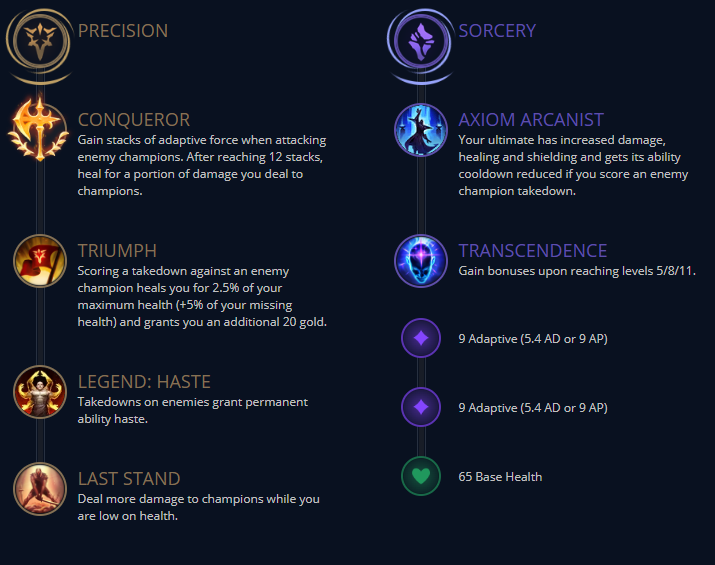 PRECISION
CONQUEROR
Gain stacks of adaptive force when attacking
enemy champions. After reaching 12 stacks,
heal for a portion of damage you deal to
champions.
TRIUMPH
Scoring a takedown against an enemy
champion heals you for 2.5% of your
maximum health (+5% of your missing
health) and grants you an additional 20 gold.
LEGEND: HASTE
Takedowns on enemies grant permanent
ability haste.
LAST STAND
Deal more damage to champions while you
are low on health.
SORCERY
AXIOM ARCANIST
Your ultimate has increased damage,
healing and shielding and gets its ability
cooldown reduced if you score an enemy
champion takedown.
TRANSCENDENCE
Gain bonuses upon reaching levels 5/8/11.
9 Adaptive (5.4 AD or 9 AP)
9 Adaptive (5.4 AD or 9 AP)
65 Base Health